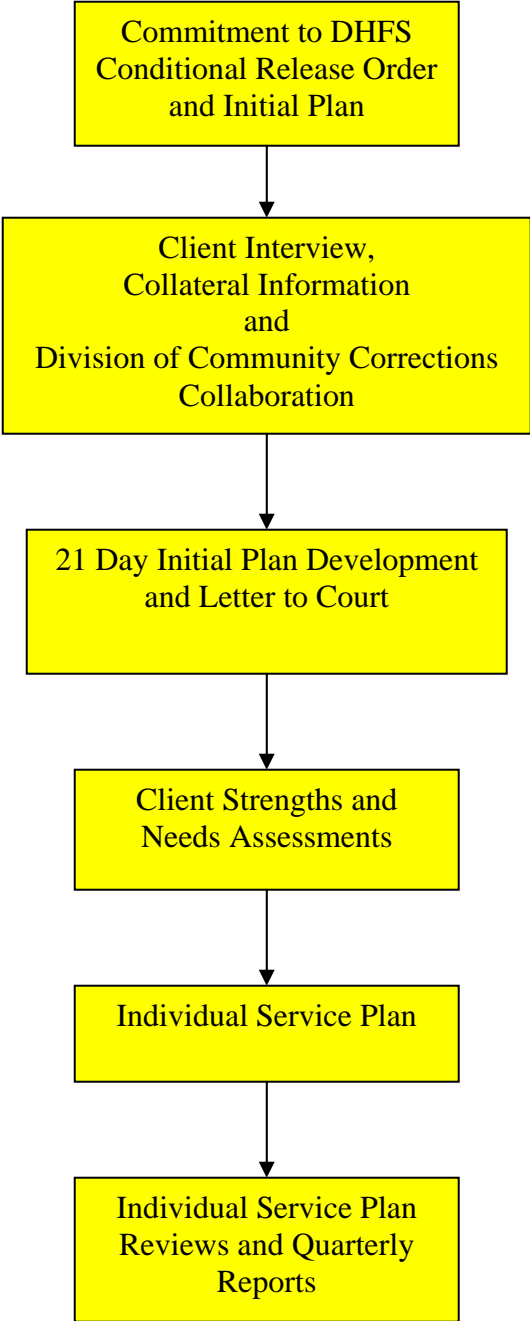 Commitment to DHFS
Conditional Release Order
and Initial Plan
Client Interview,
Collateral Information
and
Division of Community Corrections
Collaboration
21 Day Initial Plan Development
and Letter to Court
Client Strengths and
Needs Assessments
Individual Service Plan
Individual Service Plan
Reviews and Quarterly
Reports